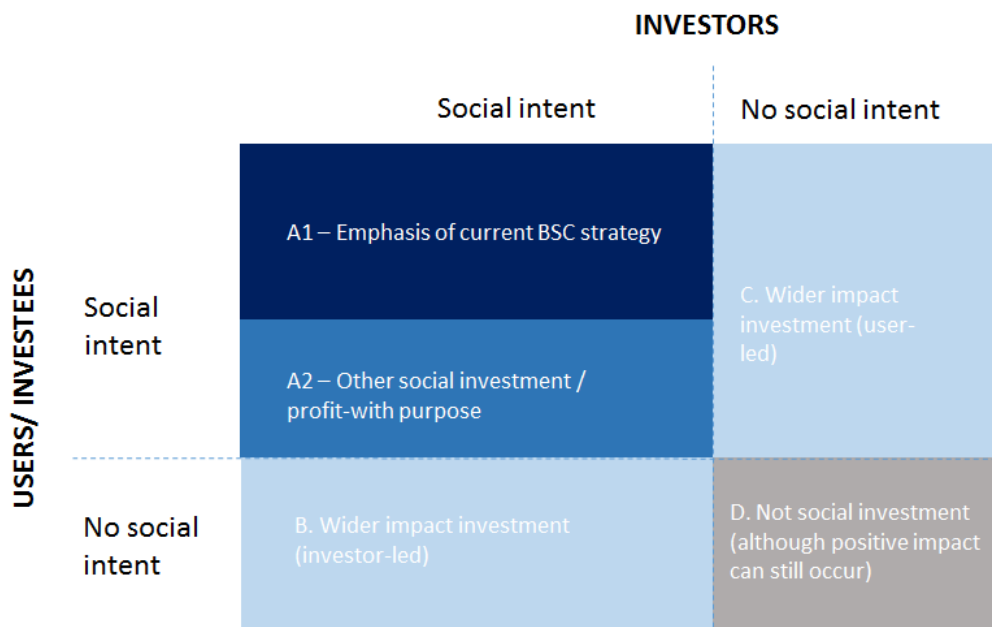 INVESTORS
Social intent
No social intent
USERS/ INVESTEES
Social
intent
A1 – Emphasis of current BSC strategy
A2 – Other social investment /
profit-with purpose
C. Wider impact
investment (user-
led)
No social
intent
B. Wider impact investment
(investor-led)
D. Not social investment
(although positive impact
can still occur)